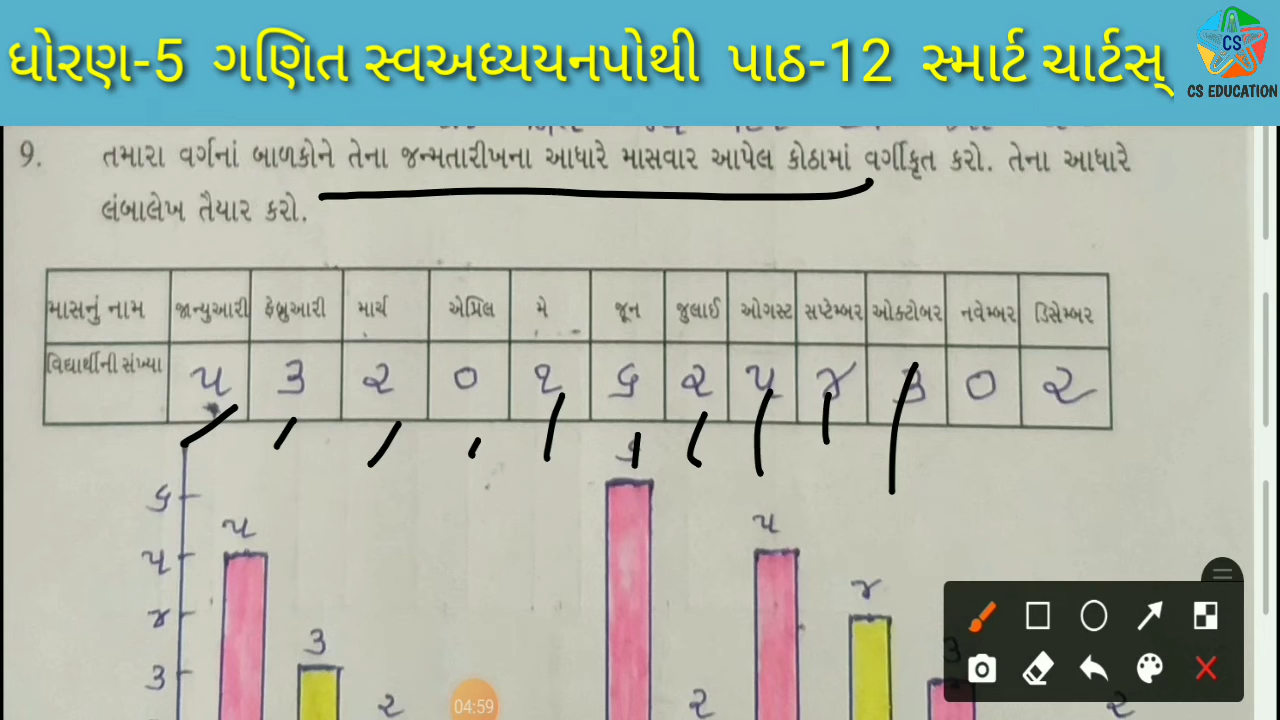 ધોરણ-5 ગણિત સ્વઅધ્યયનપોથી પાઠ-12 સ્માર્ટ ચાર્ટસ્
CS
CS EDUCATION
9. તમારા વર્ગનાં બાળકોને તેના જન્મતારીખના આધારે માસવાર આપેલ કોઠામાં વર્ગીકૃત કરો. તેના આધારે
લંબાલેખ તૈયાર કરો.
માસનું નામ જાન્યુઆરી ફેબ્રુઆરી માર્ચ એપ્રિલ મે જૂન જુલાઈ ઓગસ્ટ સપ્ટેમ્બર ઓક્ટોબર નવેમ્બર ડિસેમ્બર
વિદ્યાર્થીની સંખ્યા ૫ ૩ ૨ ૦ ૧ ૬ ૨ ૫ ૪ ૩ ૦ ૨
૬
૬
૫ ૫
૫
૪ ૪
૩ ૩ ૩
૨ ૨ ૨
04:59